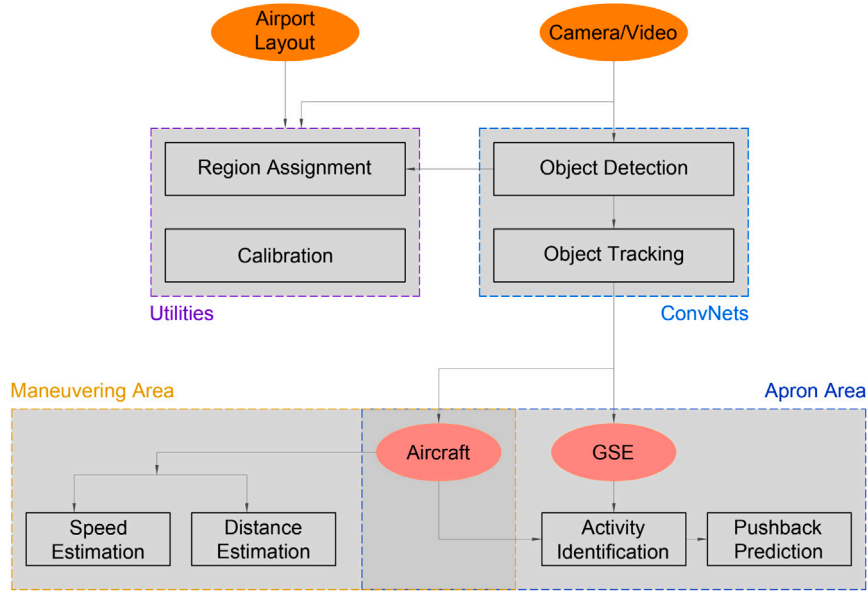 Airport
Layout
Camera/Video
Region Assignment
Object Detection
Calibration
Object Tracking
Utilities
ConvNets
Maneuvering Area
Apron Area
Aircraft
GSE
Speed
Estimation
Distance
Estimation
Activity
Identification
Pushback
Prediction